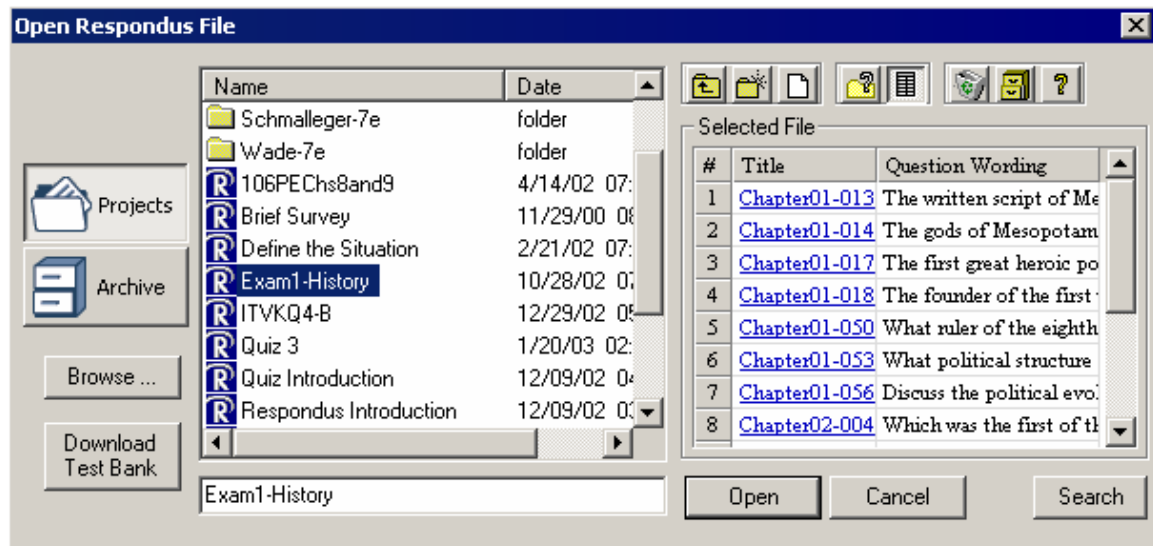 Open Respondus File
Projects
Archive
Browse ...
Download
Test Bank
Name Date
Schmalleger-7e folder
Wade-7e folder
R 106PEChs8and9 4/14/02 07:
R Brief Survey 11/29/00 08
R Define the Situation 2/21/02 07:
R Exam1-History 10/28/02 07
R ITVKQ4-B 12/29/02 05
R Quiz 3 1/20/03 02:
R Quiz Introduction 12/09/02 04
R Respondus Introduction 12/09/02 03
Exam1-History
Selected File
# Title Question Wording
1 Chapter01-013 The written script of Me
2 Chapter01-014 The gods of Mesopotam
3 Chapter01-017 The first great heroic po
4 Chapter01-018 The founder of the first
5 Chapter01-050 What ruler of the eighth
6 Chapter01-053 What political structure
7 Chapter01-056 Discuss the political evo
8 Chapter02-004 Which was the first of th
Open Cancel Search